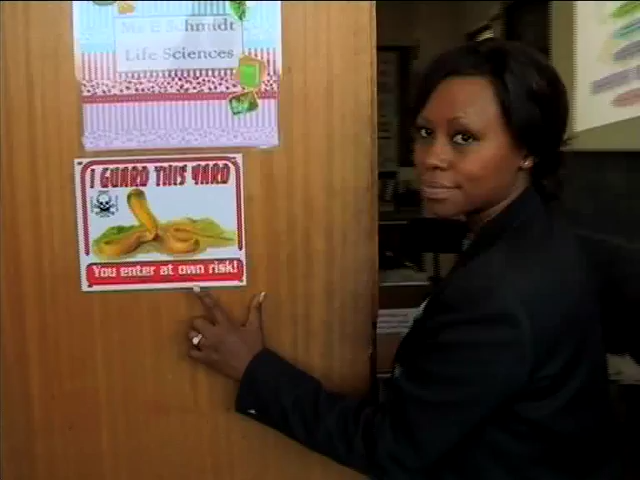 Ms E Schmidt
Life Sciences
I GUARD THIS YARD
You enter at own risk!